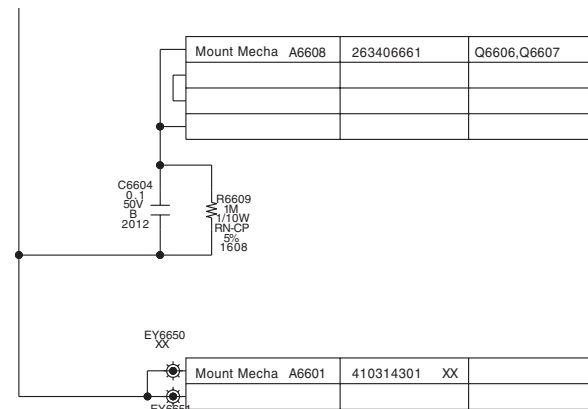 Mount Mecha A6608 263406661 Q6606,Q6607
C6604
0.1
50V
B
2012
R6609
1M
1/10W
RN-CP
5%
1608
EY6650
XX
Mount Mecha A6601 410314301 XX
EY6651